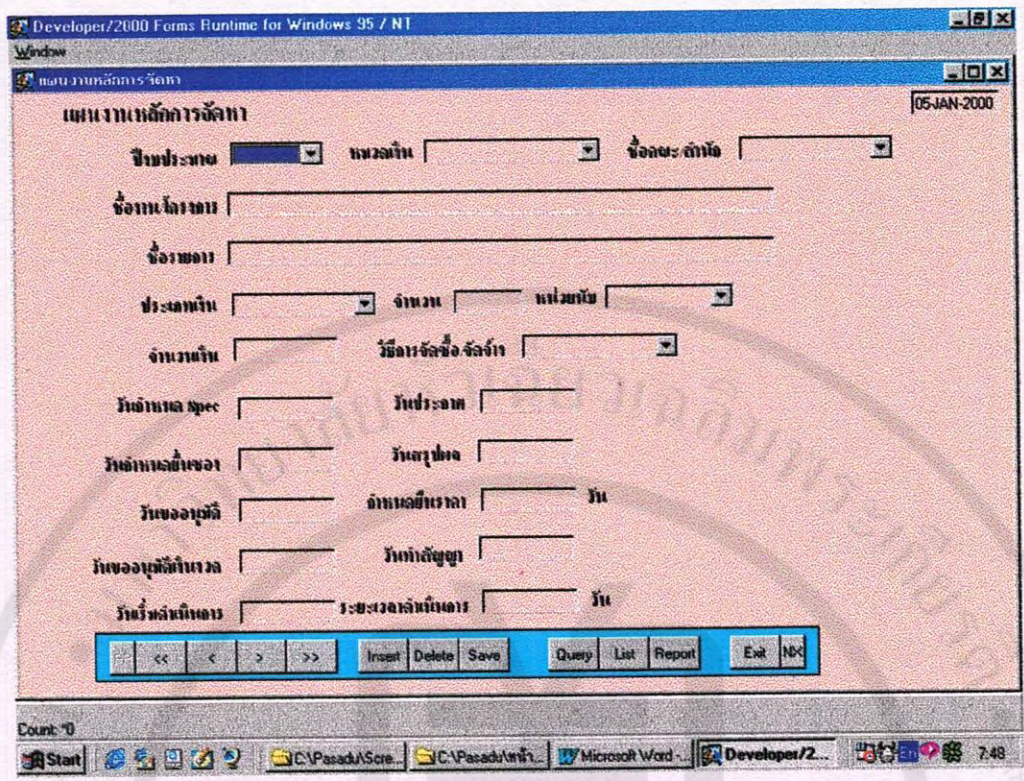 Developer/2000 Forms Runtime for Windows 95 / NT
Window
แผนงานหลักการจัดหา
05-JAN-2000
แผนงานหลักการจัดหา
ปีงบประมาณ หมวดเงิน ชื่อคณะ/สำนัก
ชื่องาน/โครงการ
ชื่อรายการ
ประเภทเงิน จำนวน หน่วยนับ
จำนวนเงิน วิธีการจัดซื้อ/จัดจ้าง
วันกำหนด Spec วันประกาศ
วันกำหนดยื่นซอง วันสรุปผล
วันขออนุมัติ กำหนดยืนราคา วัน
วันขออนุมัติเงินงวด วันทำสัญญา
วันเริ่มดำเนินการ ระยะเวลาดำเนินการ วัน
<< < > >> Insert Delete Save Query List Report Exit
Count: *0
Start C:\Pasadu\Scre... C:\Pasadu\หน้า... Microsoft Word -... Developer/2... En 7:48